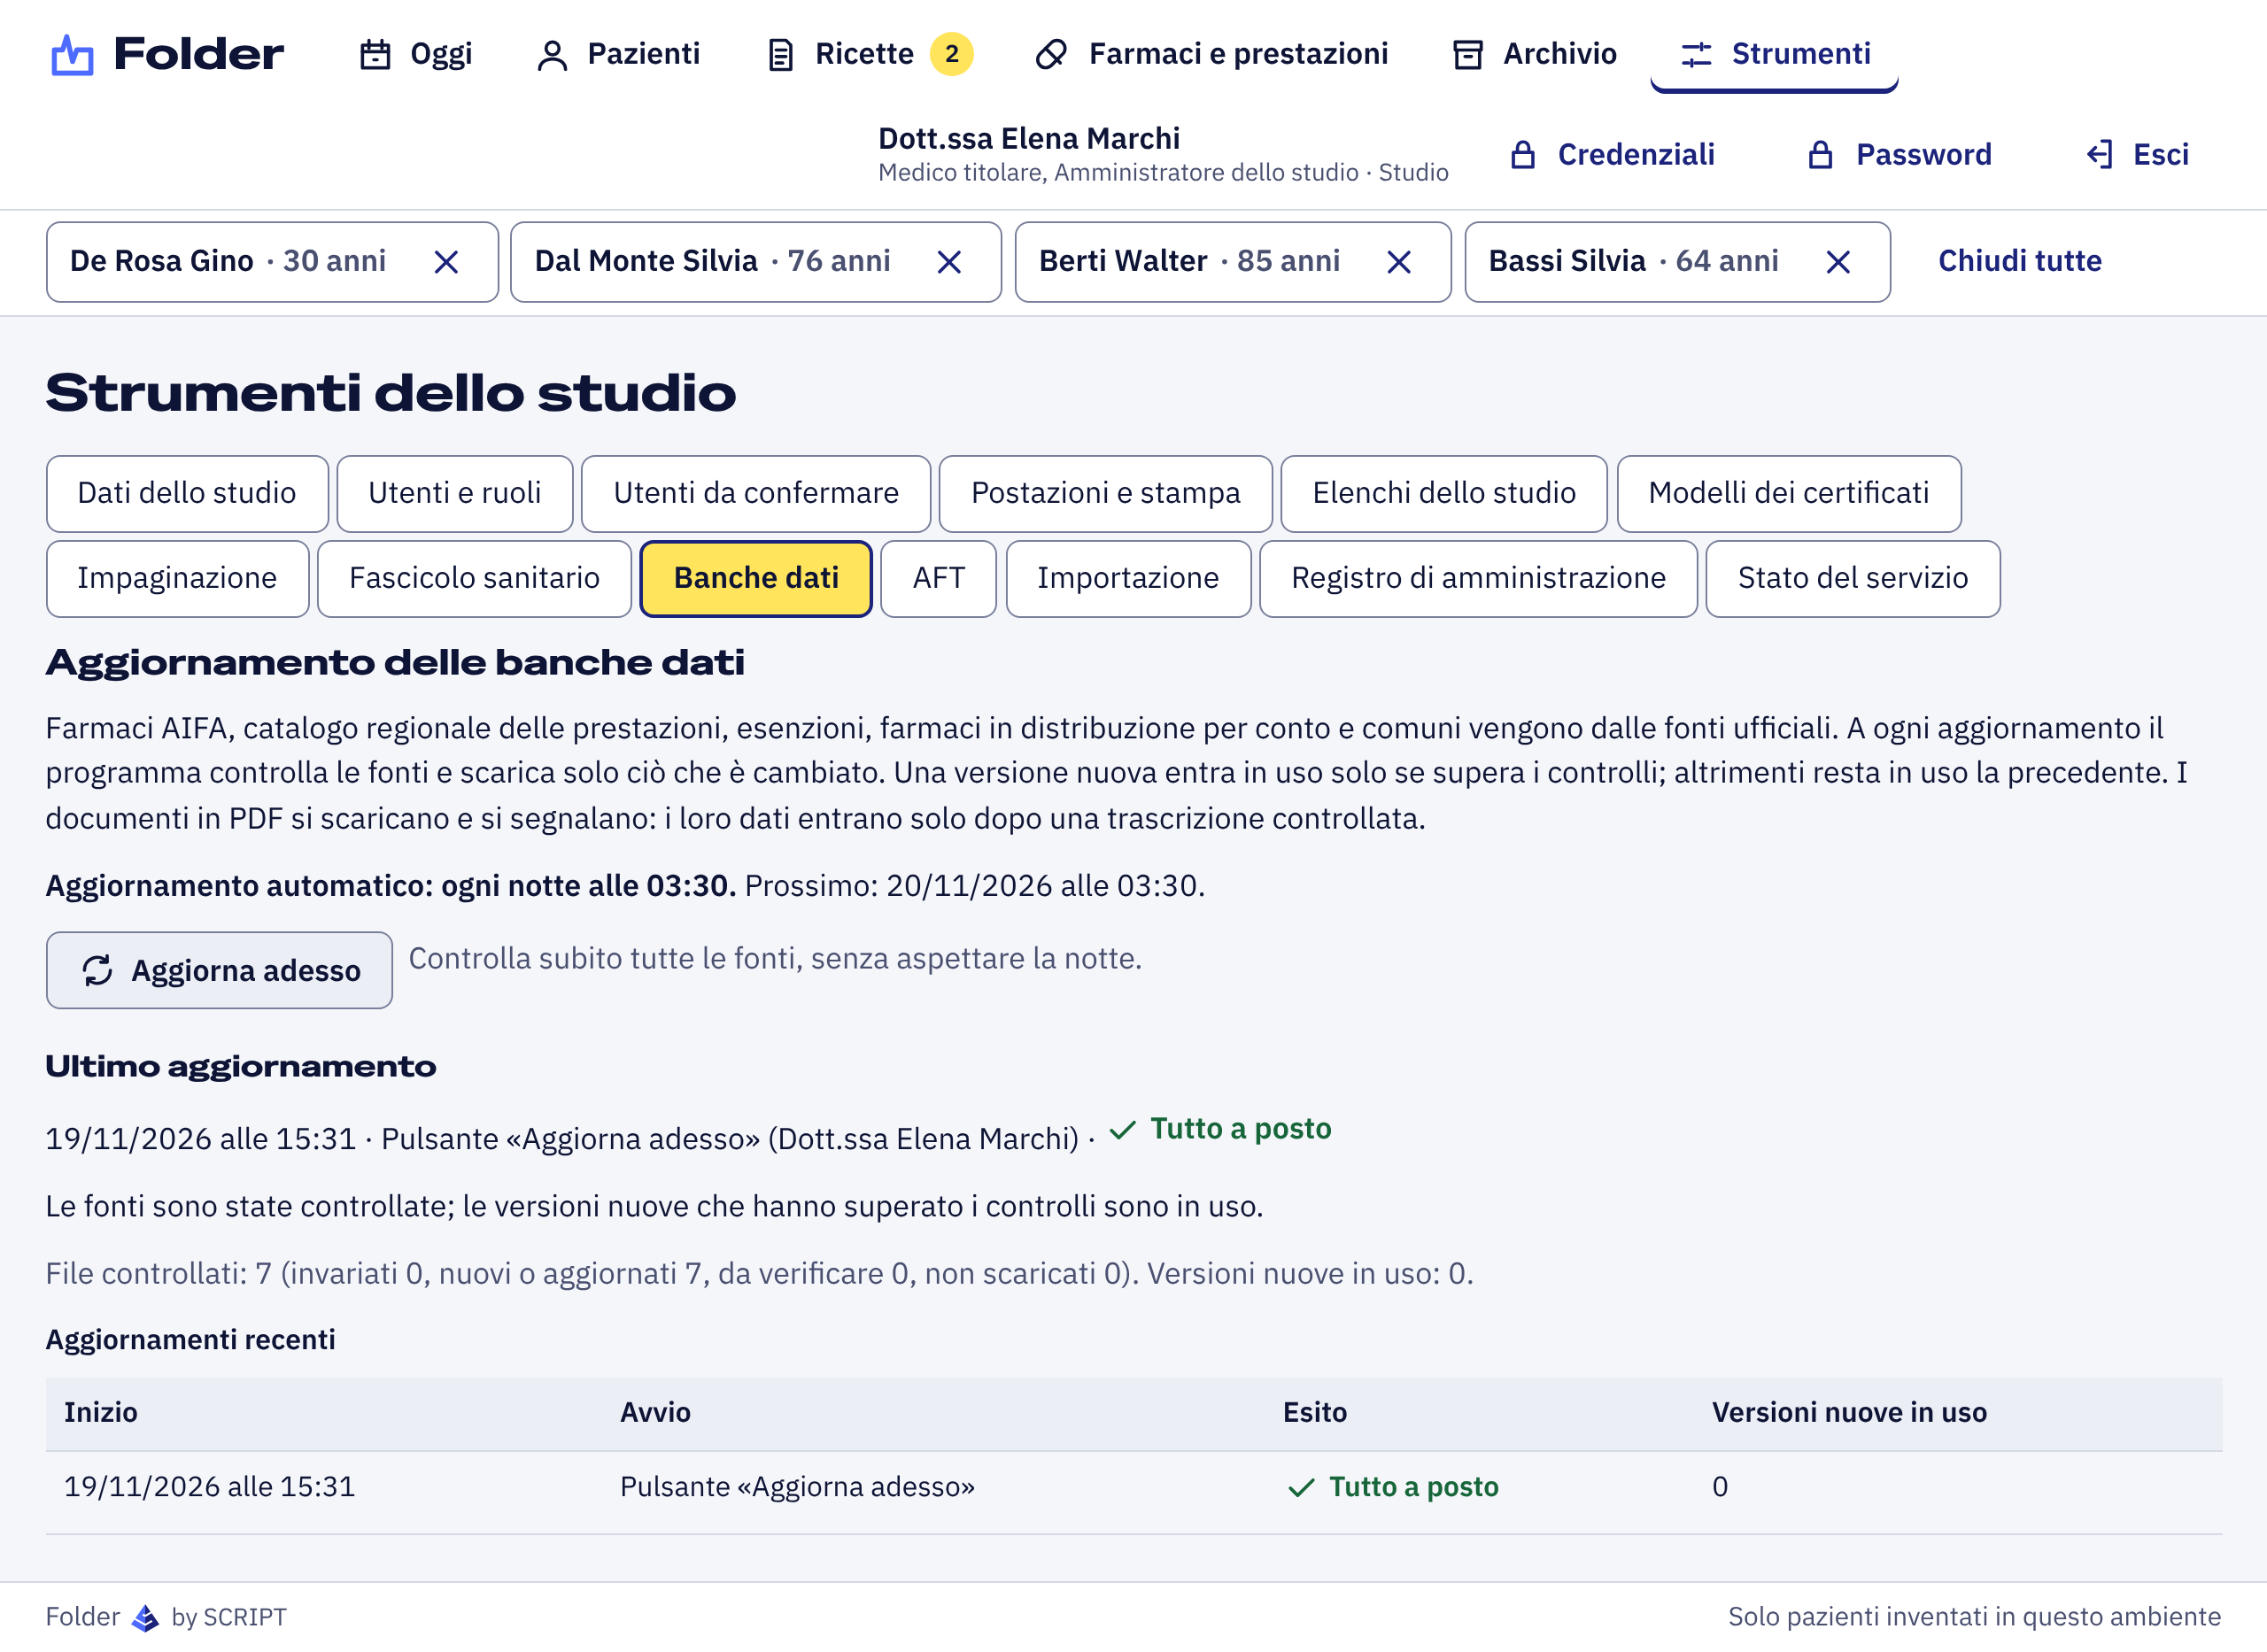 Folder
Oggi
Pazienti
Ricette 2
Farmaci e prestazioni
Archivio
Strumenti
Dott.ssa Elena Marchi
Medico titolare, Amministratore dello studio · Studio
Credenziali
Password
Esci
De Rosa Gino · 30 anni
Dal Monte Silvia · 76 anni
Berti Walter · 85 anni
Bassi Silvia · 64 anni
Chiudi tutte
Strumenti dello studio
Dati dello studio
Utenti e ruoli
Utenti da confermare
Postazioni e stampa
Elenchi dello studio
Modelli dei certificati
Impaginazione
Fascicolo sanitario
Banche dati
AFT
Importazione
Registro di amministrazione
Stato del servizio
Aggiornamento delle banche dati
Farmaci AIFA, catalogo regionale delle prestazioni, esenzioni, farmaci in distribuzione per conto e comuni vengono dalle fonti ufficiali. A ogni aggiornamento il
programma controlla le fonti e scarica solo ciò che è cambiato. Una versione nuova entra in uso solo se supera i controlli; altrimenti resta in uso la precedente. I
documenti in PDF si scaricano e si segnalano: i loro dati entrano solo dopo una trascrizione controllata.
Aggiornamento automatico: ogni notte alle 03:30. Prossimo: 20/11/2026 alle 03:30.
Aggiorna adesso
Controlla subito tutte le fonti, senza aspettare la notte.
Ultimo aggiornamento
19/11/2026 alle 15:31 · Pulsante «Aggiorna adesso» (Dott.ssa Elena Marchi) · Tutto a posto
Le fonti sono state controllate; le versioni nuove che hanno superato i controlli sono in uso.
File controllati: 7 (invariati 0, nuovi o aggiornati 7, da verificare 0, non scaricati 0). Versioni nuove in uso: 0.
Aggiornamenti recenti
Inizio Avvio Esito Versioni nuove in uso
19/11/2026 alle 15:31 Pulsante «Aggiorna adesso» Tutto a posto 0
Folder by SCRIPT
Solo pazienti inventati in questo ambiente